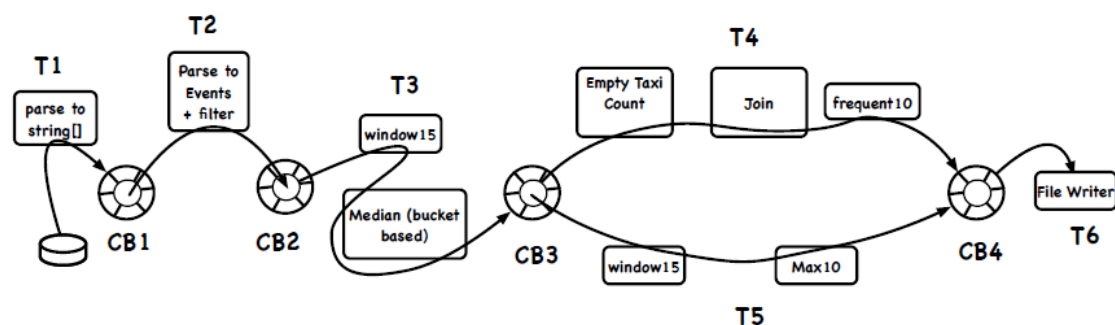 T1
parse to
string[]
CB1
T2
Parse to
Events
+ filter
CB2
T3
window15
Median (bucket
based)
CB3
T4
Empty Taxi
Count
Join
frequent10
window15
Max10
T5
CB4
File Writer
T6